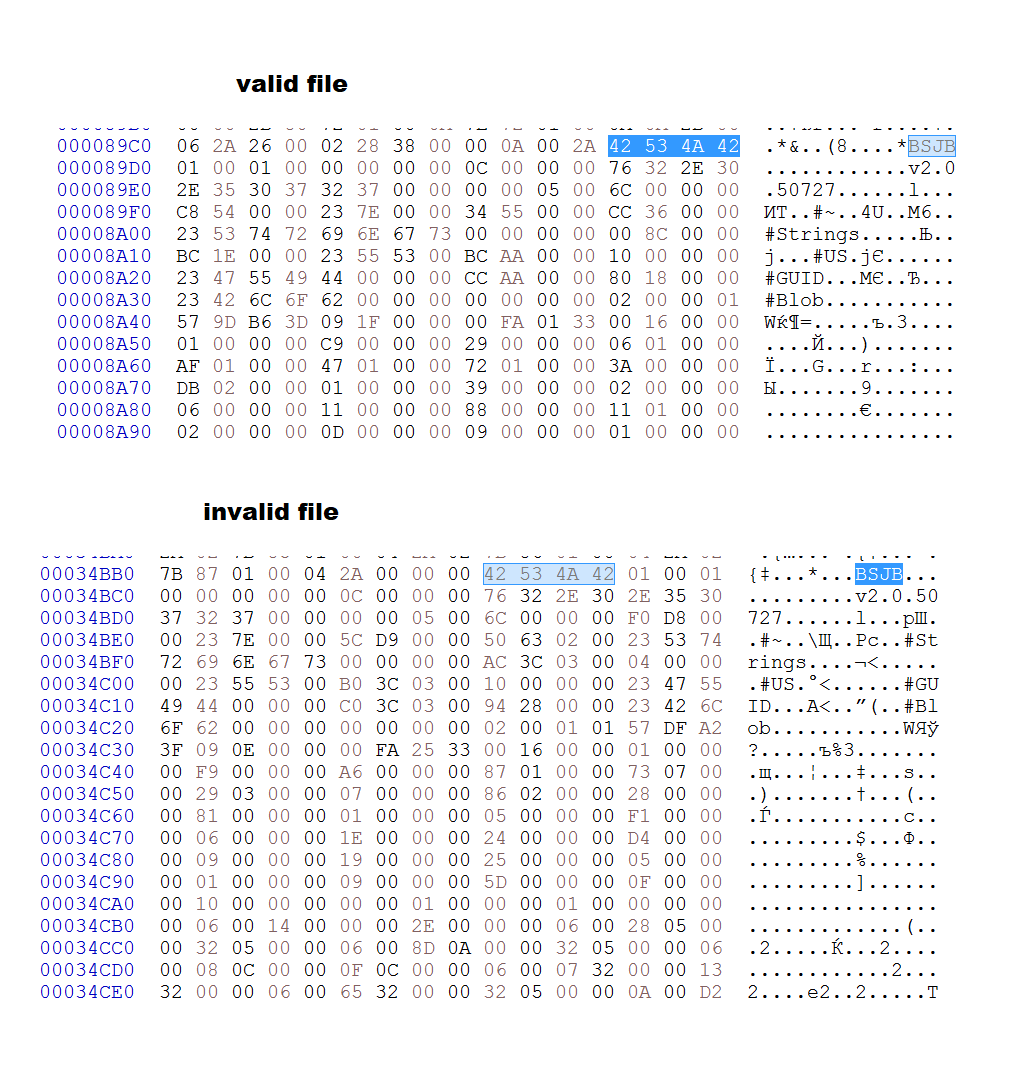 valid file
000089C0 06 2A 26 00 02 28 38 00 00 0A 00 2A 42 53 4A 42 .*&..(8....*BSJB
000089D0 01 00 01 00 00 00 00 00 0C 00 00 00 76 32 2E 30 ............v2.0
000089E0 2E 35 30 37 32 37 00 00 00 00 05 00 6C 00 00 00 .50727......l...
000089F0 C8 54 00 00 23 7E 00 00 34 55 00 00 CC 36 00 00 ИT..#~..4U..М6..
00008A00 23 53 74 72 69 6E 67 73 00 00 00 00 00 8C 00 00 #Strings.....Њ..
00008A10 BC 1E 00 00 23 55 53 00 BC AA 00 00 10 00 00 00 ј...#US.јЄ......
00008A20 23 47 55 49 44 00 00 00 CC AA 00 00 80 18 00 00 #GUID...МЄ..Ђ...
00008A30 23 42 6C 6F 62 00 00 00 00 00 00 00 02 00 00 01 #Blob...........
00008A40 57 9D B6 3D 09 1F 00 00 00 FA 01 33 00 16 00 00 Wќ¶=.....ъ.3....
00008A50 01 00 00 00 C9 00 00 00 29 00 00 00 06 01 00 00 ....Й...).......
00008A60 AF 01 00 00 47 01 00 00 72 01 00 00 3A 00 00 00 Ї...G...r...:...
00008A70 DB 02 00 00 01 00 00 00 39 00 00 00 02 00 00 00 Ы.......9.......
00008A80 06 00 00 00 11 00 00 00 88 00 00 00 11 01 00 00 ........€.......
00008A90 02 00 00 00 0D 00 00 00 09 00 00 00 01 00 00 00 ................
invalid file
00034BB0 7B 87 01 00 04 2A 00 00 00 42 53 4A 42 01 00 01 {‡...*...BSJB...
00034BC0 00 00 00 00 00 0C 00 00 00 76 32 2E 30 2E 35 30 .........v2.0.50
00034BD0 37 32 37 00 00 00 00 05 00 6C 00 00 00 F0 D8 00 727......l...рШ.
00034BE0 00 23 7E 00 00 5C D9 00 00 50 63 02 00 23 53 74 .#~..\Щ..Pc..#St
00034BF0 72 69 6E 67 73 00 00 00 00 AC 3C 03 00 04 00 00 rings....¬<.....
00034C00 00 23 55 53 00 B0 3C 03 00 10 00 00 00 23 47 55 .#US.°<......#GU
00034C10 49 44 00 00 00 C0 3C 03 00 94 28 00 00 23 42 6C ID...А<..”(..#Bl
00034C20 6F 62 00 00 00 00 00 00 00 02 00 01 01 57 DF A2 ob...........WЯў
00034C30 3F 09 0E 00 00 00 FA 25 33 00 16 00 00 01 00 00 ?.....ъ%3.......
00034C40 00 F9 00 00 00 A6 00 00 00 87 01 00 00 73 07 00 .щ...¦...‡...s..
00034C50 00 29 03 00 00 07 00 00 00 86 02 00 00 28 00 00 .).......†...(..
00034C60 00 81 00 00 00 01 00 00 00 05 00 00 00 F1 00 00 .Ѓ...........с..
00034C70 00 06 00 00 00 1E 00 00 00 24 00 00 00 D4 00 00 .........$...Ф..
00034C80 00 09 00 00 00 19 00 00 00 25 00 00 00 05 00 00 .........%......
00034C90 00 01 00 00 00 09 00 00 00 5D 00 00 00 0F 00 00 .........]......
00034CA0 00 10 00 00 00 00 00 01 00 00 00 01 00 00 00 00 ................
00034CB0 00 06 00 14 00 00 00 2E 00 00 00 06 00 28 05 00 .............(..
00034CC0 00 32 05 00 00 06 00 8D 0A 00 00 32 05 00 00 06 .2.....Ќ...2....
00034CD0 00 08 0C 00 00 0F 0C 00 00 06 00 07 32 00 00 13 ............2...
00034CE0 32 00 00 06 00 65 32 00 00 32 05 00 00 0A 00 D2 2....e2..2.....Т